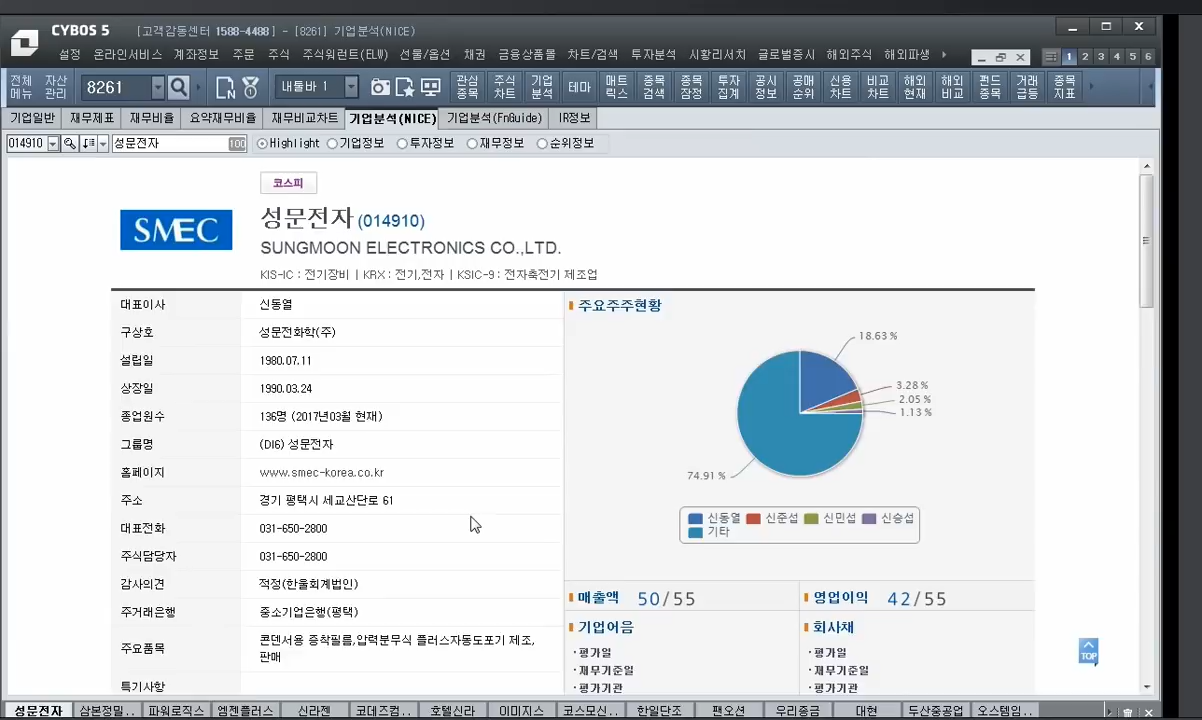 CYBOS 5 [고객감동센터 1588-4488] - [8261] 기업분석(NICE)
설정 온라인서비스 계좌정보 주문 주식 주식워런트(ELW) 선물/옵션 채권 금융상품몰 차트/검색 투자분석 시황리서치 글로벌증시 해외주식 해외파생 1 2 3 4 5 6
전체메뉴 자산관리 8261 내툴바 1 관심종목 주식차트 기업분석 테마 매트릭스 종목검색 종목잠정 투자집계 공시정보 공매순위 신용차트 비교차트 해외현재 해외비교 펀드종목 거래급등 종목지표
기업일반 재무제표 재무비율 요약재무비율 재무비교차트 기업분석(NICE) 기업분석(FnGuide) IR정보
014910 성문전자 100 Highlight 기업정보 투자정보 재무정보 순위정보
코스피
SMEC
성문전자 (014910)
SUNGMOON ELECTRONICS CO.,LTD.
KIS-IC : 전기장비 | KRX : 전기,전자 | KSIC-9 : 전자축전기 제조업
대표이사 신동열
구상호 성문전화학(주)
설립일 1980.07.11
상장일 1990.03.24
종업원수 136명 (2017년03월 현재)
그룹명 (DI6) 성문전자
홈페이지 www.smec-korea.co.kr
주소 경기 평택시 세교산단로 61
대표전화 031-650-2800
주식담당자 031-650-2800
감사의견 적정(한울회계법인)
주거래은행 중소기업은행(평택)
주요품목 콘덴서용 증착필름,압력분무식 플러스자동도포기 제조,
판매
특기사항
주요주주현황
18.63 %
3.28 %
2.05 %
1.13 %
74.91 %
신동열 신준섭 신민섭 신승섭
기타
매출액 50/55 영업이익 42/55
기업어음 회사채
·평가일 ·평가일
·재무기준일 ·재무기준일
·평가기관 ·평가기관
TOP
성문전자 삼본정밀.. 파워로직스 엠젠플러스 신라젠 코데즈컴.. 호텔신라 이미지스 코스모신.. 한일단조 팬오션 우리종금 대현 두산중공업 오스템임..